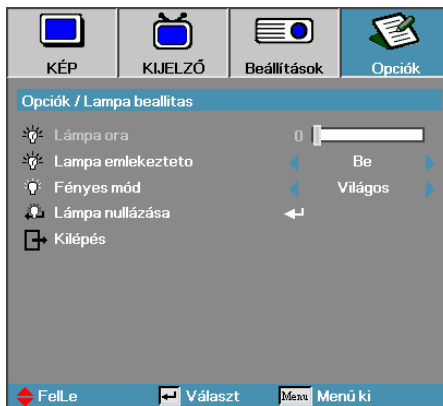 KÉP KIJELZŐ Beállítások Opciók
Opciók / Lampa beallitas
Lámpa ora 0
Lampa emlekezteto Be
Fényes mód Világos
Lámpa nullázása
Kilépés
FelLe Választ Menu Menü ki